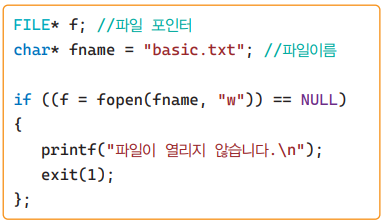 FILE* f; //파일 포인터
char* fname = "basic.txt"; //파일이름

if ((f = fopen(fname, "w")) == NULL)
{
   printf("파일이 열리지 않습니다.\n");
   exit(1);
};